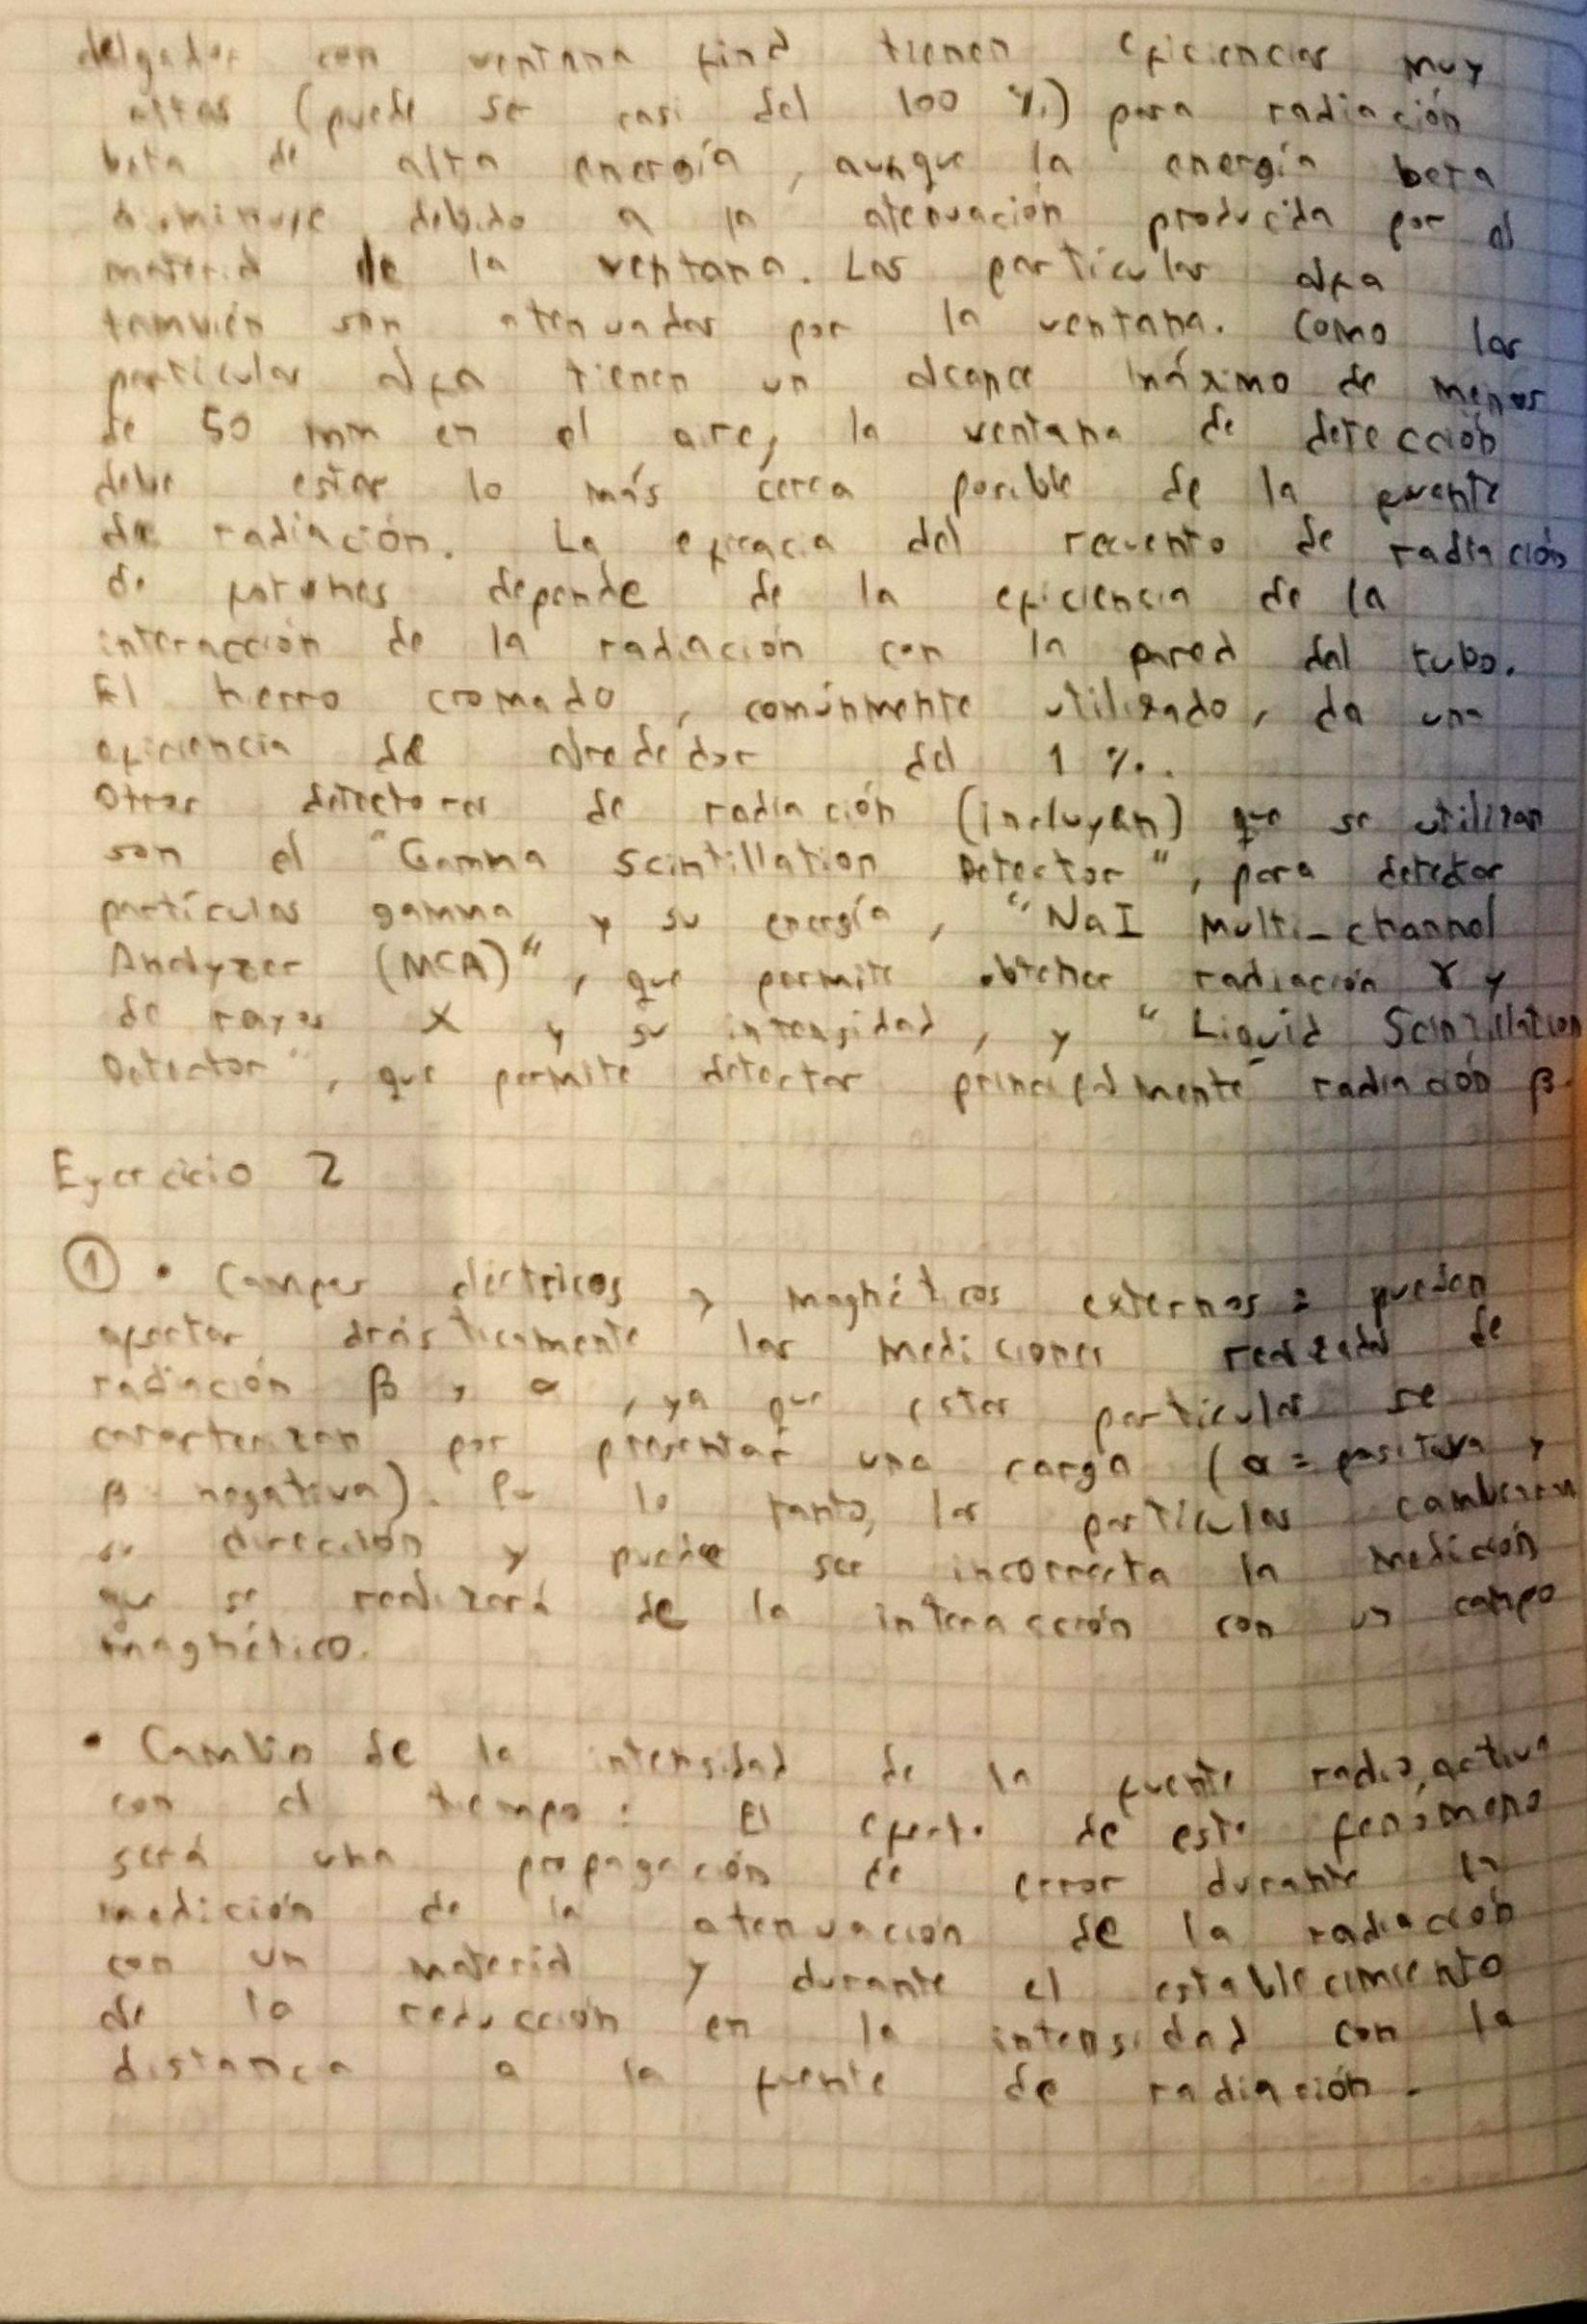 delgados con ventana fina tienen eficiencias muy
altas (puede se casi del 100 %) para radiación
beta de alta energía, aunque la energía beta
disminuye debido a la atenuación producida por el
material de la ventana. Las partículas alfa
también son atenuadas por la ventana. Como las
partículas alfa tienen un alcance máximo de menos
de 50 mm en el aire, la ventana de detección
debe estar lo más cerca posible de la fuente
de radiación. La eficacia del recuento de radiación
de fotones depende de la eficiencia de la
interacción de la radiación con la pared del tubo.
El hierro cromado, comúnmente utilizado, da una
eficiencia de alrededor del 1 %.
Otros detectores de radiación (incluyen) que se utilizan
son el "Gamma Scintillation Detector", para detectar
partículas gamma y su energía, "NaI Multi-channel
Analyzer (MCA)", que permite obtener radiación γ y
de rayos X y su intensidad, y "Liquid Scintillation
Detector", que permite detectar principalmente radiación β.
Ejercicio 2
① • Campos eléctricos y magnéticos externos: pueden
afectar drásticamente las mediciones de
radiación β y α, ya que estas partículas se
caracterizan por presentar una carga (α = positiva y
β negativa). Por lo tanto, las partículas cambiaran
su dirección y puede ser incorrecta la medición
que se realizará de la interacción con un campo
magnético.
• Cambio de la intensidad de la fuente radioactiva
con el tiempo: El efecto de este fenómeno
será una propagación de error durante la
medición de la atenuación de la radiación
con un material y durante el establecimiento
de la reducción en la intensidad con la
distancia a la fuente de radiación.